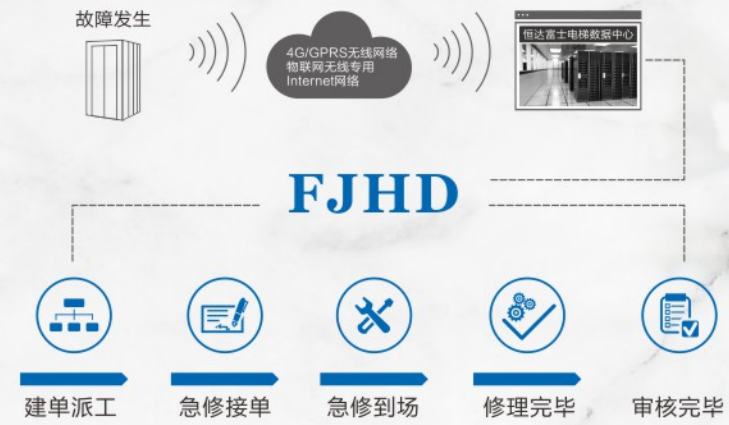 故障发生
4G/GPRS无线网络
物联网无线专用
Internet网络
恒达富士电梯数据中心
FJHD
建单派工
急修接单
急修到场
修理完毕
审核完毕